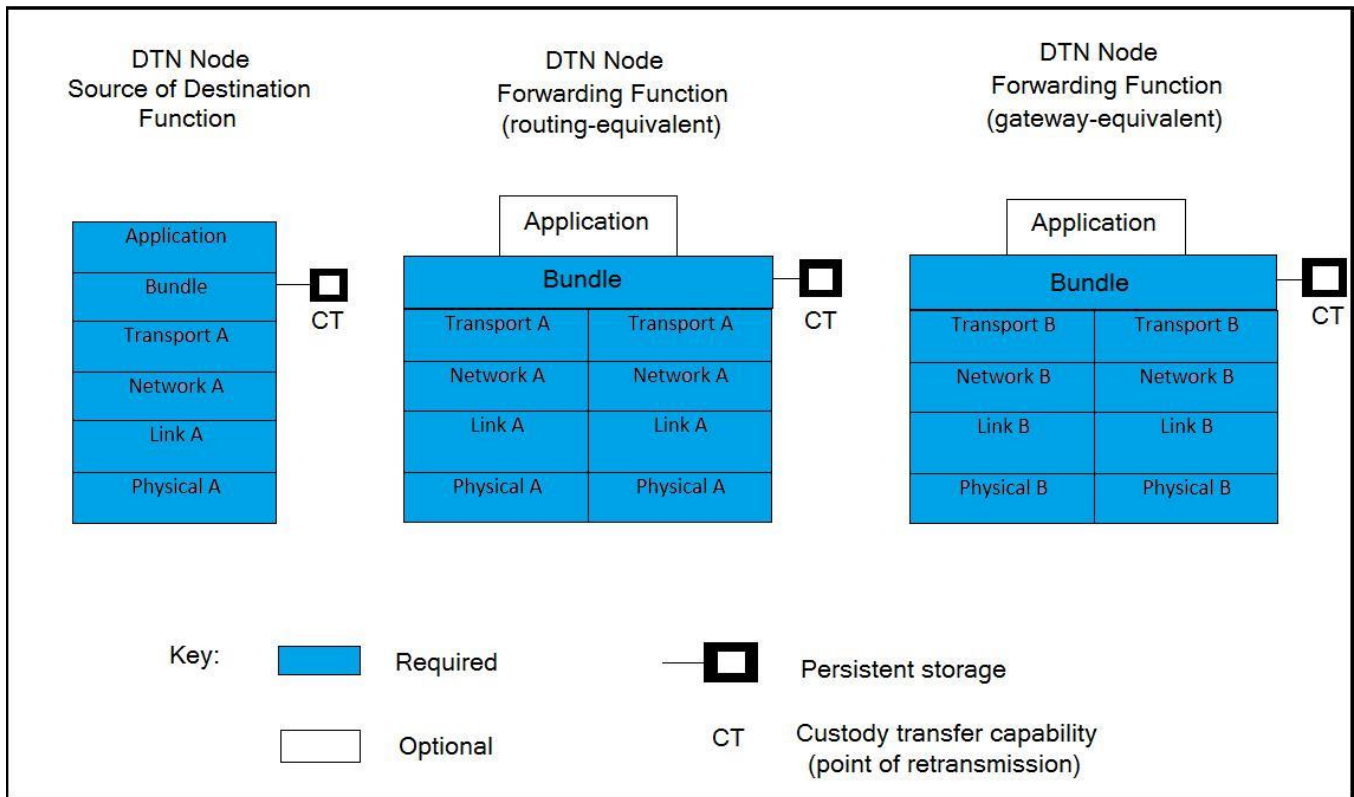 DTN Node
Source of Destination
Function
DTN Node
Forwarding Function
(routing-equivalent)
DTN Node
Forwarding Function
(gateway-equivalent)
Application
Bundle
Transport A
Network A
Link A
Physical A
CT
Application
Bundle
Transport A Transport A
Network A Network A
Link A Link A
Physical A Physical A
CT
Application
Bundle
Transport B Transport B
Network B Network B
Link B Link B
Physical B Physical B
CT
Key:
Required
Persistent storage
Optional
CT Custody transfer capability
(point of retransmission)